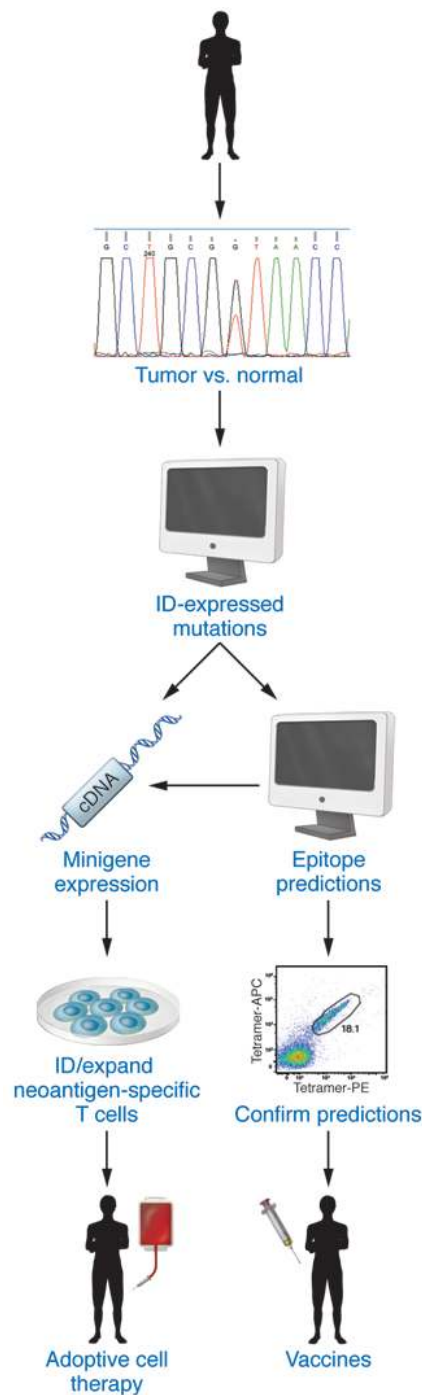 G C T G C G G T A A C C
240
Tumor vs. normal
ID-expressed
mutations
cDNA
Minigene
expression
Epitope
predictions
ID/expand
neoantigen-specific
T cells
Tetramer-APC
18.1
Tetramer-PE
Confirm predictions
Adoptive cell
therapy
Vaccines